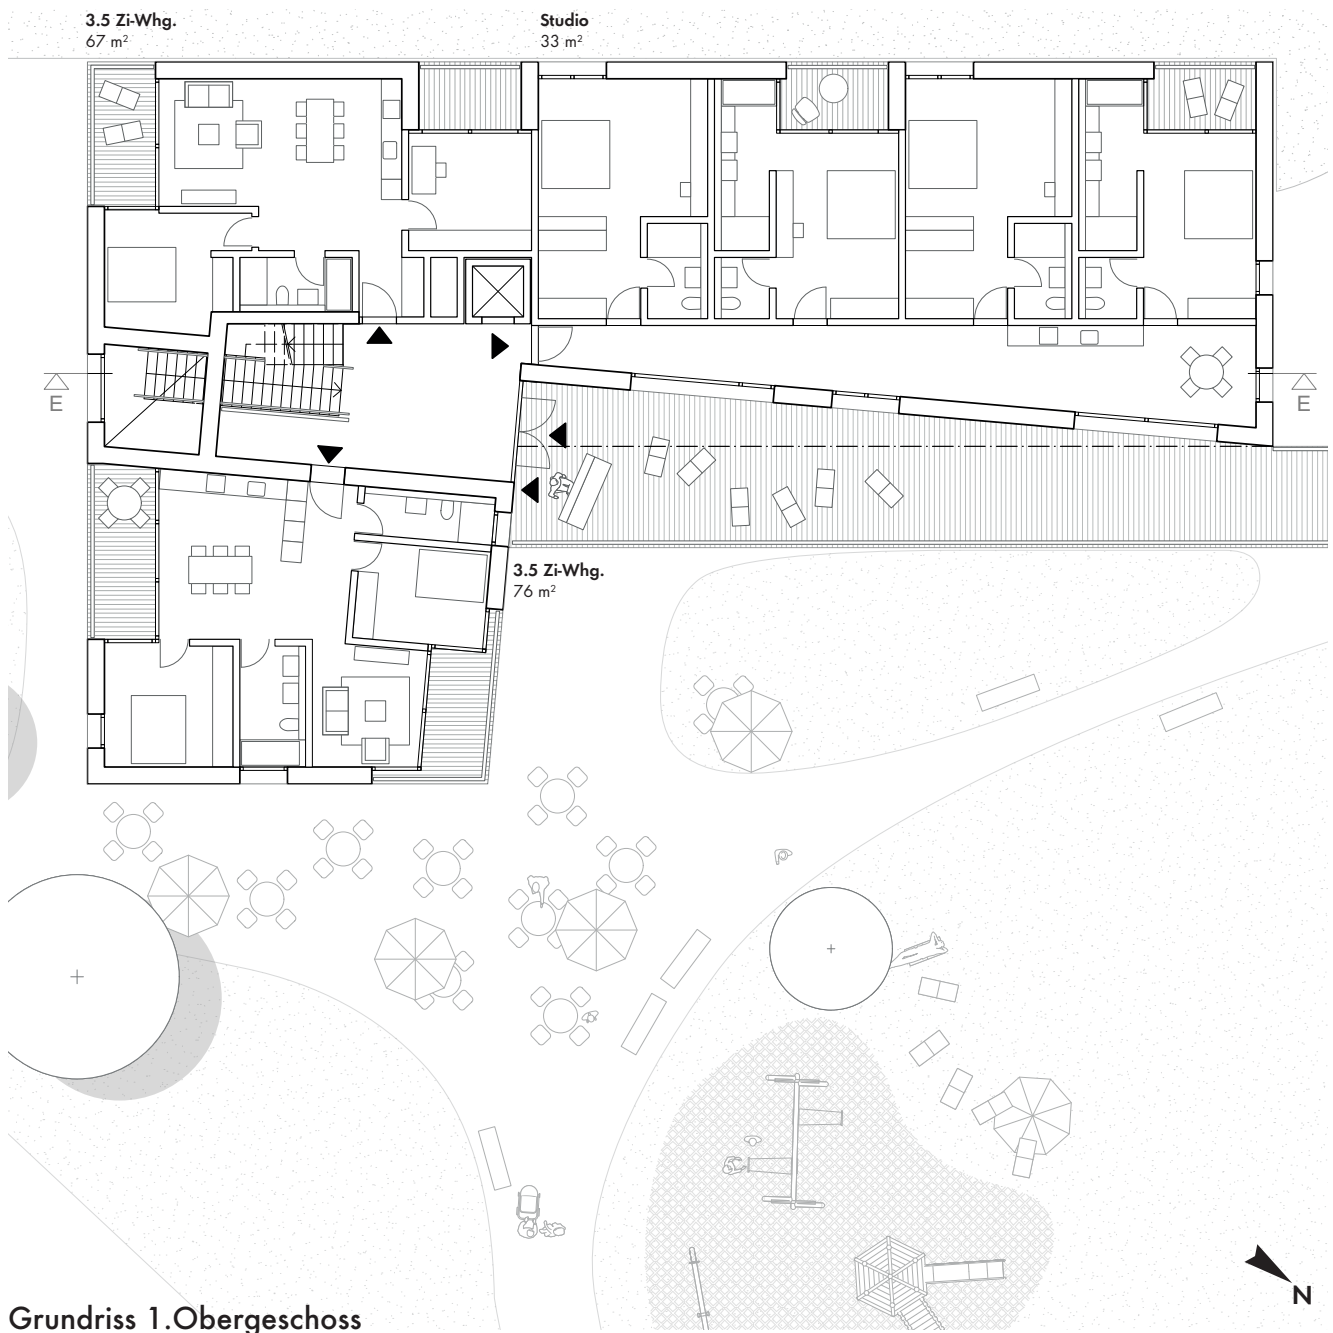 3.5 Zi-Whg.
67 m²
Studio
33 m²
E
E
3.5 Zi-Whg.
76 m²
N
Grundriss 1.Obergeschoss